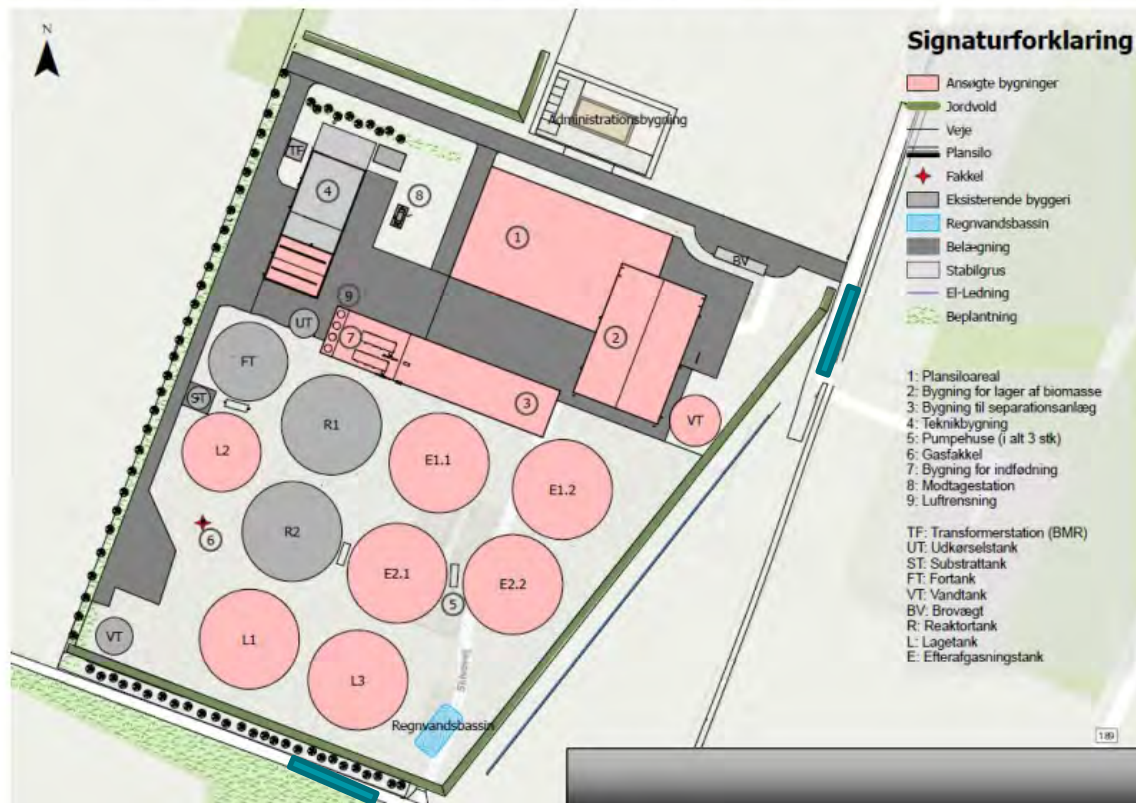 N
Signaturforklaring
Ansøgte bygninger
Jordvold
Veje
Plansilo
Fakkel
Eksisterende byggeri
Regnvandsbassin
Belægning
Stabilgrus
El-Ledning
Beplantning
1: Plansiloareal
2: Bygning for lager af biomasse
3: Bygning til separationsanlæg
4: Teknikbygning
5: Pumpehuse (i alt 3 stk)
6: Gasfakkel
7: Bygning for indfødning
8: Modtagestation
9: Luftrensning
TF: Transformerstation (BMR)
UT: Udkørselstank
ST: Substrattank
FT: Fortank
VT: Vandtank
BV: Brovægt
R: Reaktortank
L: Lagetank
E: Efterafgasningstank
Administrationsbygning
TF
4
8
1
BV
9
UT
7
2
FT
ST
3
VT
R1
L2
E1.1
E1.2
R2
6
E2.1
E2.2
5
VT
L1
L3
Regnvandsbassin
189